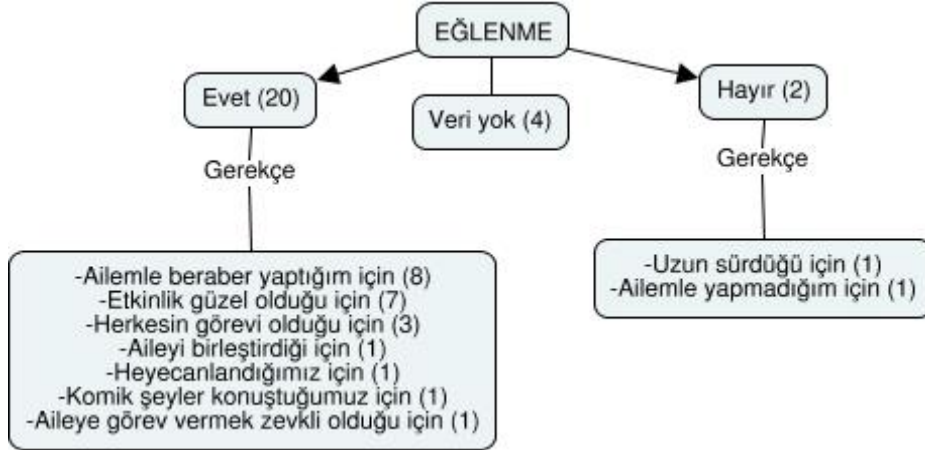 EĞLENME
Evet (20)
Veri yok (4)
Hayır (2)
Gerekçe
Gerekçe
-Ailemle beraber yaptığım için (8)
-Etkinlik güzel olduğu için (7)
-Herkesin görevi olduğu için (3)
-Aileyi birleştirdiği için (1)
-Heyecanlandığımız için (1)
-Komik şeyler konuştuğumuz için (1)
-Aileye görev vermek zevkli olduğu için (1)
-Uzun sürdüğü için (1)
-Ailemle yapmadığım için (1)